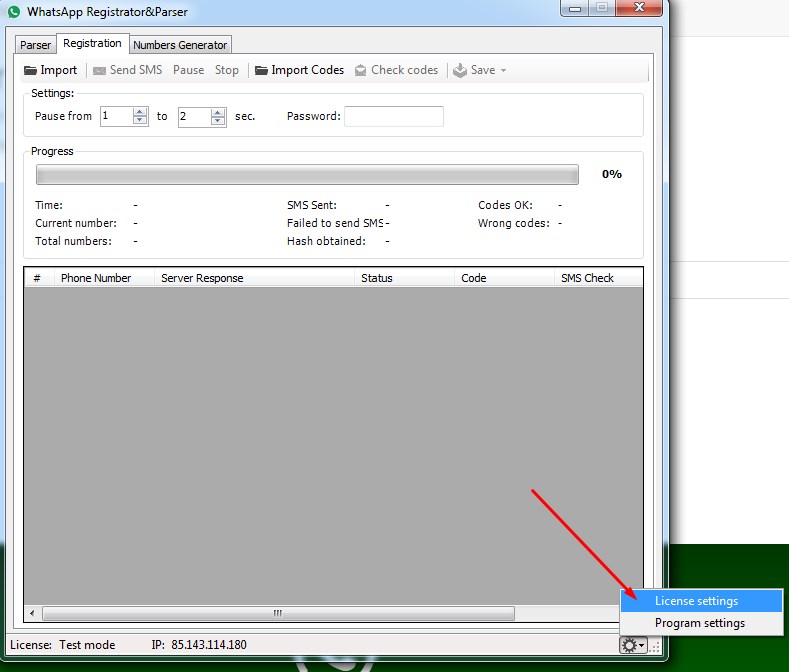 WhatsApp Registrator&Parser
Parser Registration Numbers Generator
Import Send SMS Pause Stop Import Codes Check codes Save
Settings:
Pause from 1 to 2 sec. Password:
Progress
0%
Time: - SMS Sent: - Codes OK: -
Current number: - Failed to send SMS- Wrong codes: -
Total numbers: - Hash obtained: -
# Phone Number Server Response Status Code SMS Check
License settings
Program settings
License: Test mode IP: 85.143.114.180